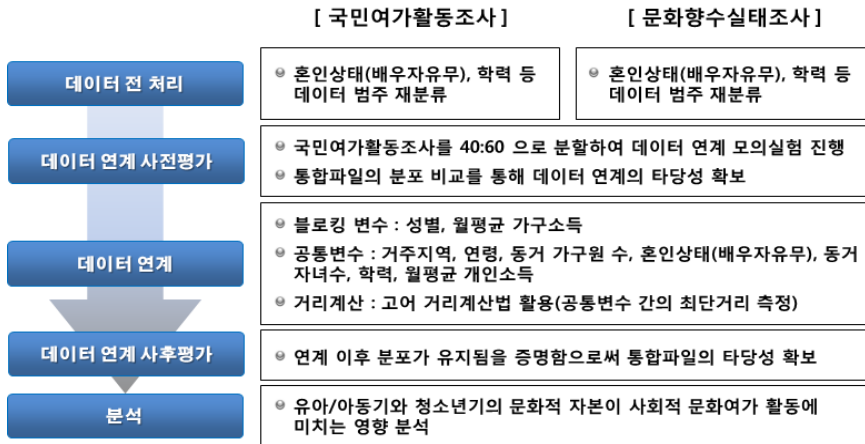 [ 국민여가활동조사 ]
[ 문화향수실태조사 ]
데이터 전 처리
혼인상태(배우자유무), 학력 등
데이터 범주 재분류
혼인상태(배우자유무), 학력 등
데이터 범주 재분류
데이터 연계 사전평가
국민여가활동조사를 40:60 으로 분할하여 데이터 연계 모의실험 진행
통합파일의 분포 비교를 통해 데이터 연계의 타당성 확보
데이터 연계
블로킹 변수 : 성별, 월평균 가구소득
공통변수 : 거주지역, 연령, 동거 가구원 수, 혼인상태(배우자유무), 동거
자녀수, 학력, 월평균 개인소득
거리계산 : 고어 거리계산법 활용(공통변수 간의 최단거리 측정)
데이터 연계 사후평가
연계 이후 분포가 유지됨을 증명함으로써 통합파일의 타당성 확보
분석
유아/아동기와 청소년기의 문화적 자본이 사회적 문화여가 활동에
미치는 영향 분석